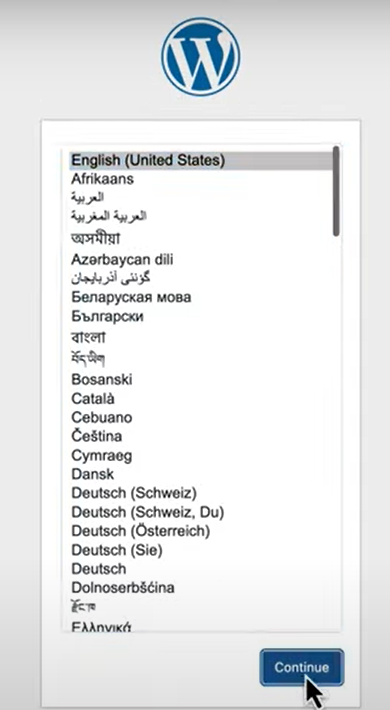 English (United States)
Afrikaans
العربية
العربية المغربية
অসমীয়া
Azərbaycan dili
گؤنئی آذربایجان
Беларуская мова
Български
বাংলা
བོད་ཡིག
Bosanski
Català
Cebuano
Čeština
Cymraeg
Dansk
Deutsch (Schweiz)
Deutsch (Schweiz, Du)
Deutsch (Österreich)
Deutsch (Sie)
Deutsch
Dolnoserbšćina
རྫོང་ཁ
Ελληνικά
Continue